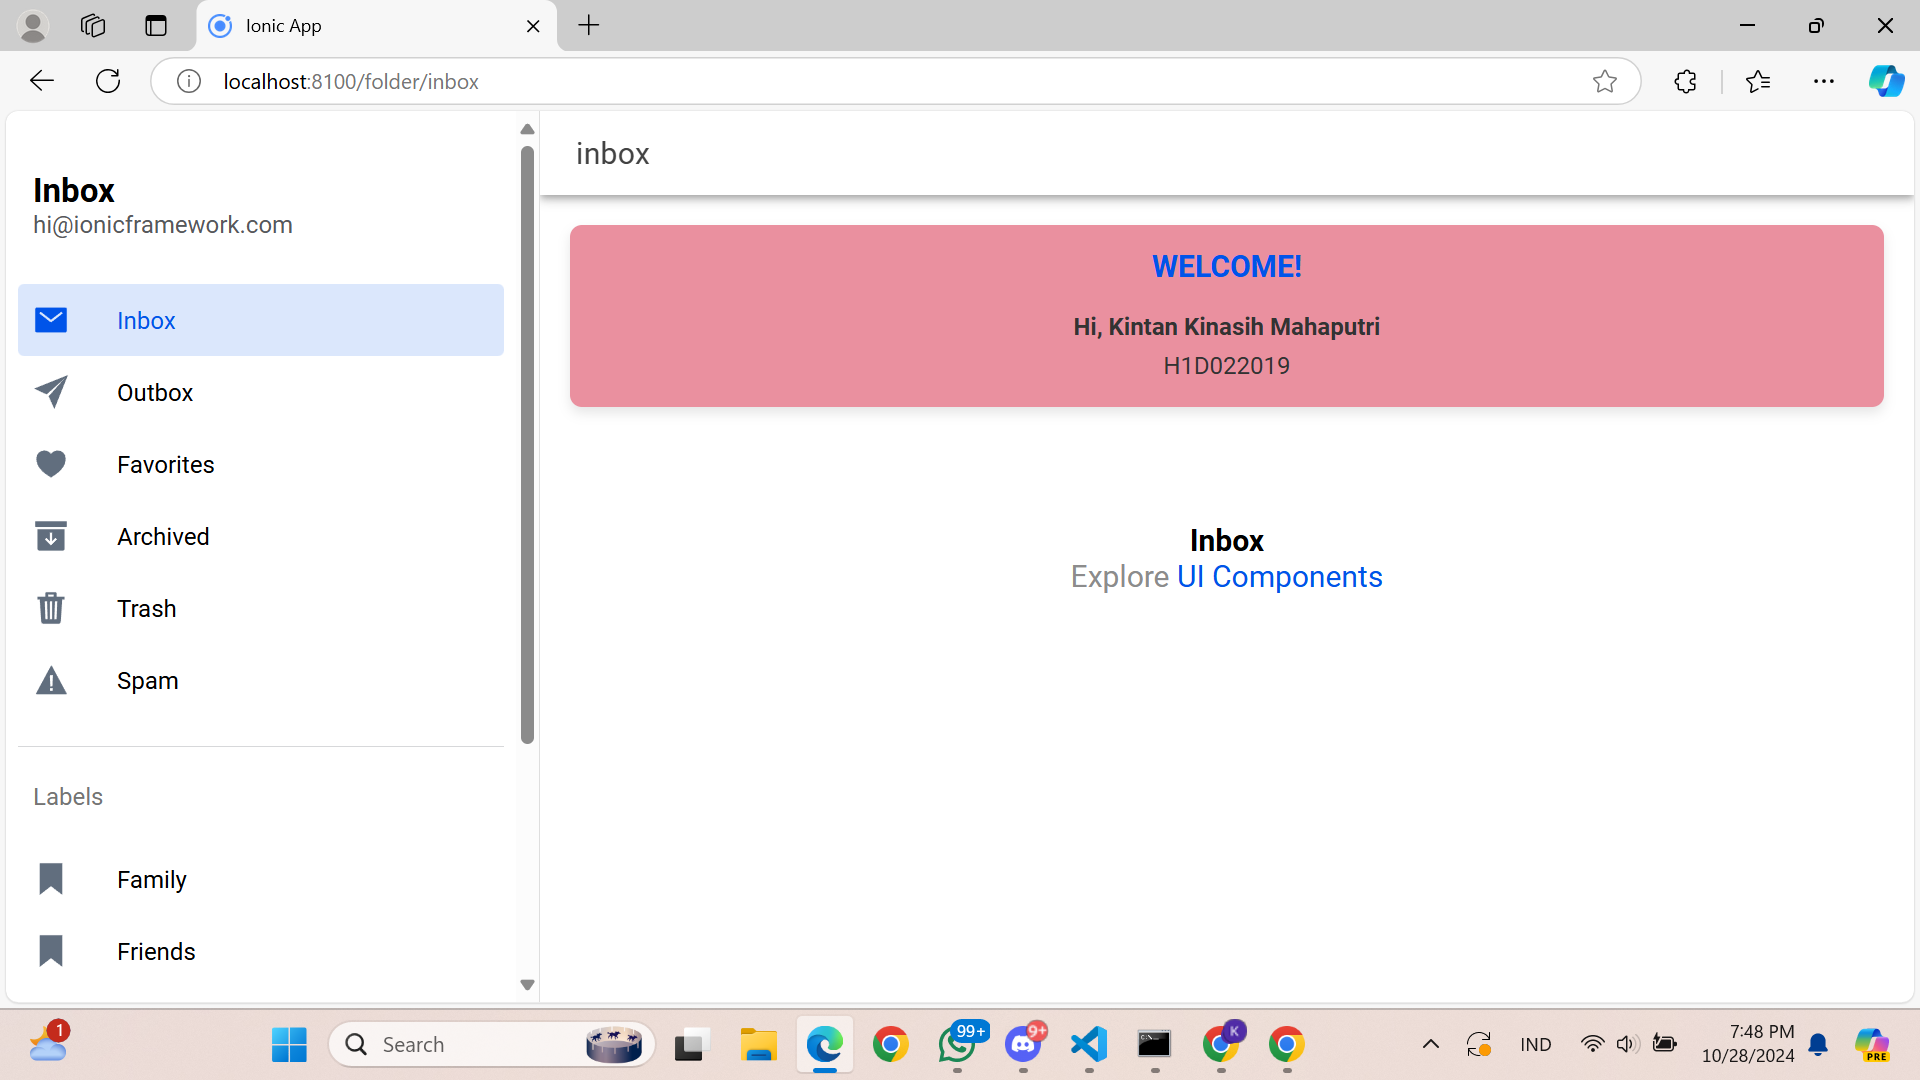 Ionic App
localhost:8100/folder/inbox
Inbox
hi@ionicframework.com
Inbox
Outbox
Favorites
Archived
Trash
Spam
Labels
Family
Friends
inbox
WELCOME!
Hi, Kintan Kinasih Mahaputri
H1D022019
Inbox
Explore UI Components
1
Search
99+
9+
K
IND
7:48 PM
10/28/2024
PRE